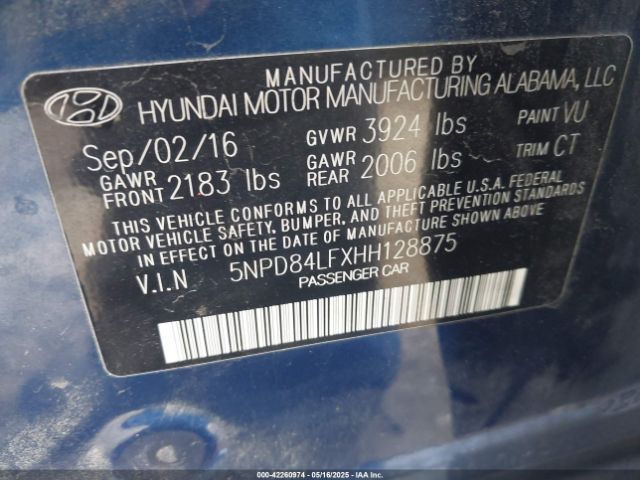 MANUFACTURED BY
HYUNDAI MOTOR MANUFACTURING ALABAMA, LLC
Sep/02/16 GVWR 3924 lbs PAINT VU
GAWR FRONT 2183 lbs GAWR REAR 2006 lbs TRIM CT
THIS VEHICLE CONFORMS TO ALL APPLICABLE U.S.A. FEDERAL
MOTOR VEHICLE SAFETY, BUMPER, AND THEFT PREVENTION STANDARDS
IN EFFECT ON THE DATE OF MANUFACTURE SHOWN ABOVE
V.I.N 5NPD84LFXHH128875
PASSENGER CAR
000-42260974 | 05/16/2025 - IAA Inc.